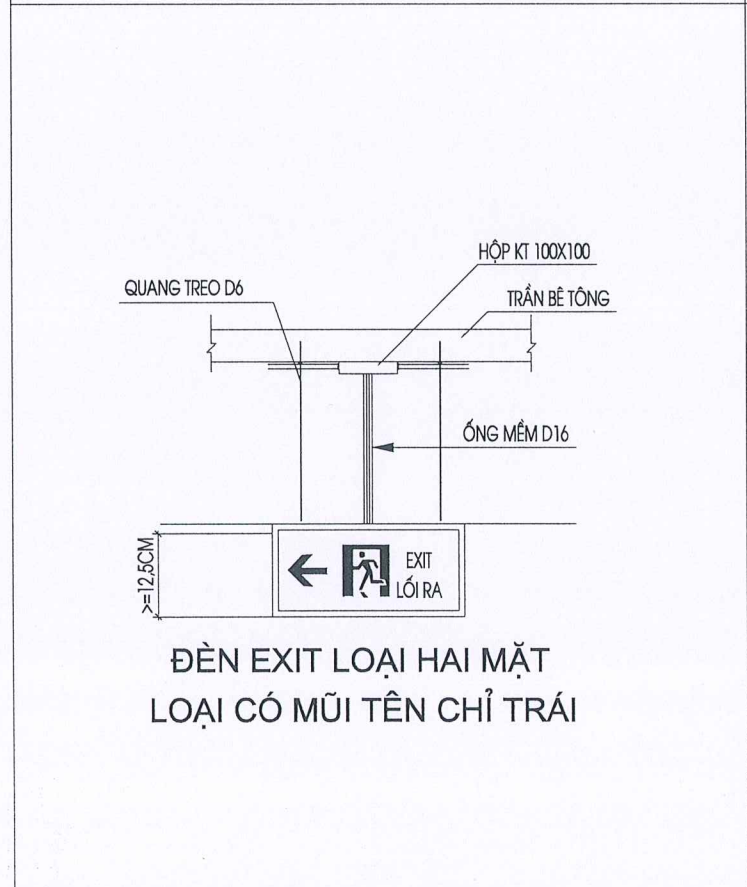 HỘP KT 100X100
QUANG TREO D6
TRẦN BÊ TÔNG
ỐNG MỀM D16
>=12,5CM
EXIT
LỐI RA
ĐÈN EXIT LOẠI HAI MẶT
LOẠI CÓ MŨI TÊN CHỈ TRÁI